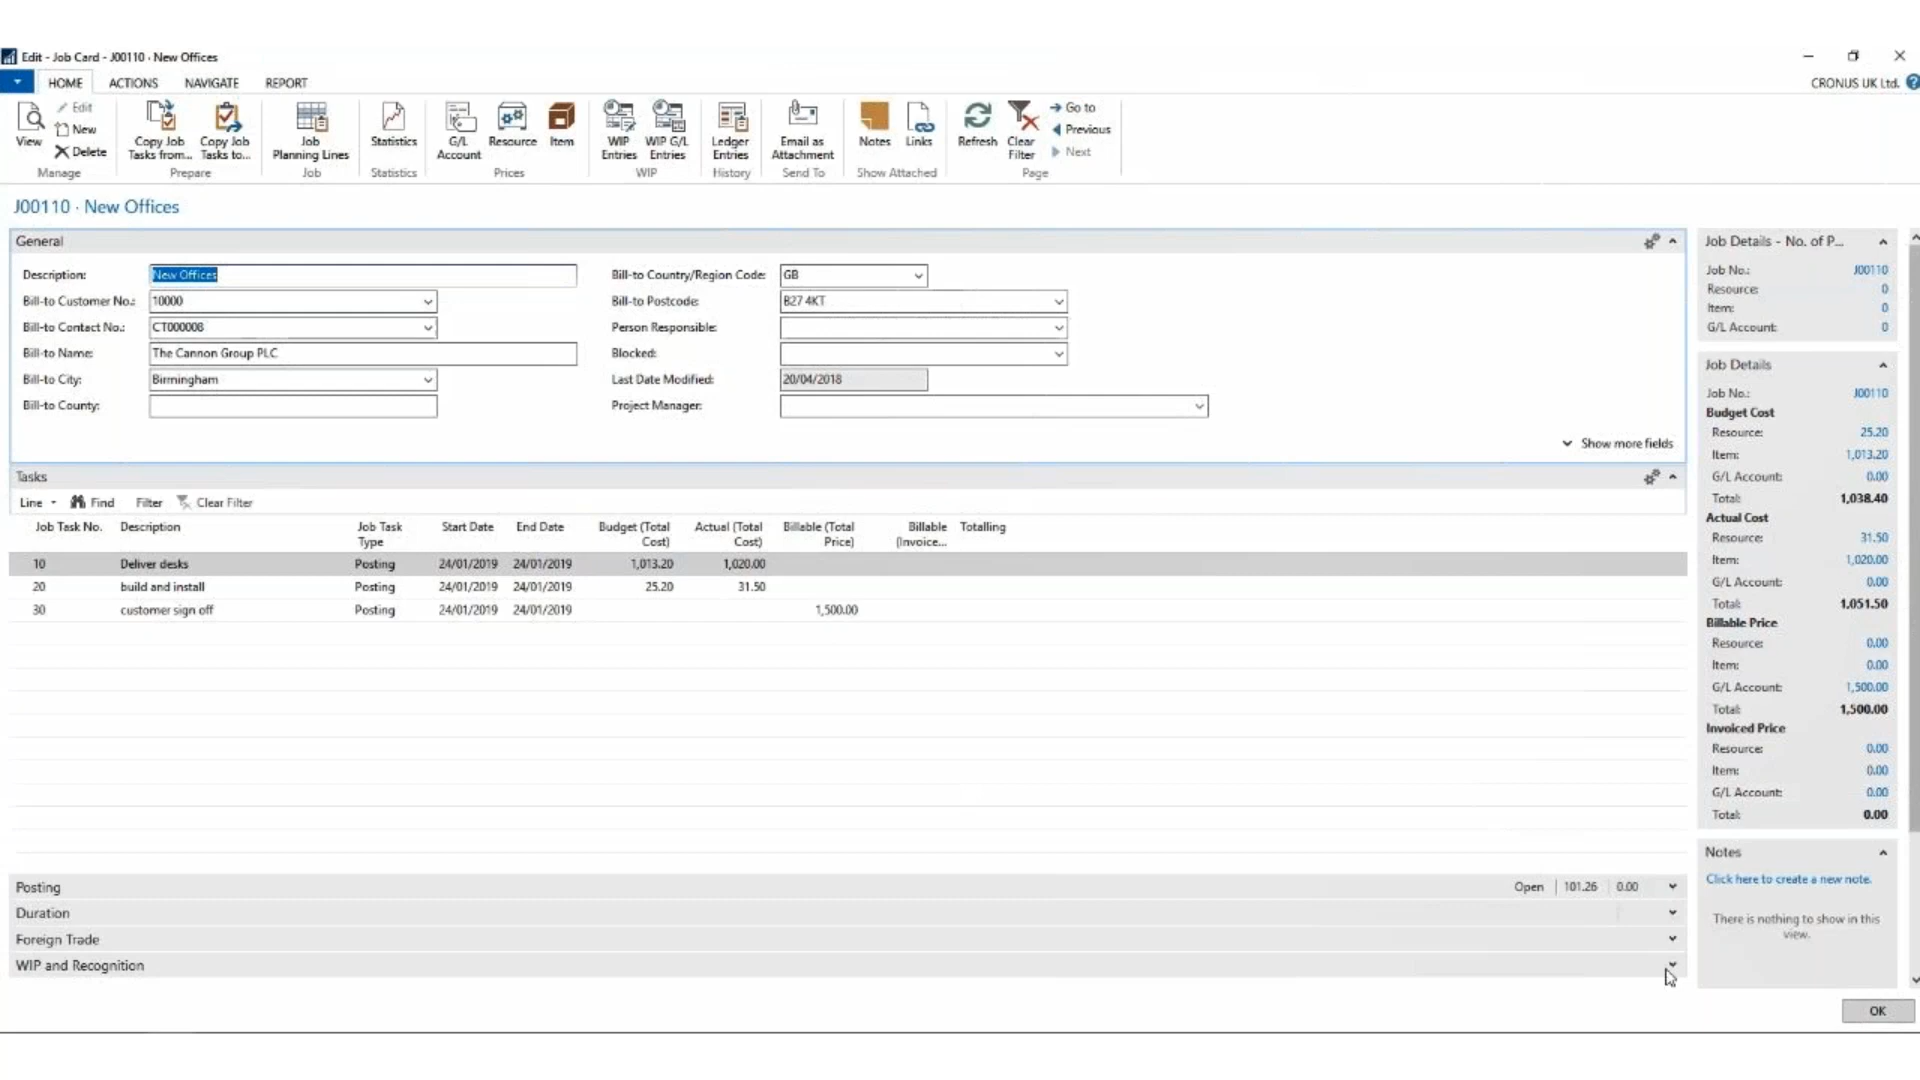 Edit - Job Card - J00110 · New Offices
HOME ACTIONS NAVIGATE REPORT
CRONUS UK Ltd.
View
Edit
New
Delete
Manage
Copy Job Tasks from...
Copy Job Tasks to...
Prepare
Job Planning Lines
Job
Statistics
Statistics
G/L Account
Resource
Item
Prices
WIP Entries
WIP G/L Entries
WIP
Ledger Entries
History
Email as Attachment
Send To
Notes
Links
Show Attached
Refresh
Clear Filter
Go to
Previous
Next
Page
J00110 · New Offices
General
Description: New Offices
Bill-to Customer No.: 10000
Bill-to Contact No.: CT000008
Bill-to Name: The Cannon Group PLC
Bill-to City: Birmingham
Bill-to County:
Bill-to Country/Region Code: GB
Bill-to Postcode: B27 4KT
Person Responsible:
Blocked:
Last Date Modified: 20/04/2018
Project Manager:
Show more fields
Tasks
Line Find Filter Clear Filter
Job Task No. Description Job Task Type Start Date End Date Budget (Total Cost) Actual (Total Cost) Billable (Total Price) Billable (Invoice... Totalling
10 Deliver desks Posting 24/01/2019 24/01/2019 1,013.20 1,020.00
20 build and install Posting 24/01/2019 24/01/2019 25.20 31.50
30 customer sign off Posting 24/01/2019 24/01/2019 1,500.00
Posting Open 101.26 0.00
Duration
Foreign Trade
WIP and Recognition
Job Details - No. of P...
Job No.: J00110
Resource: 0
Item: 0
G/L Account: 0
Job Details
Job No.: J00110
Budget Cost
Resource: 25.20
Item: 1,013.20
G/L Account: 0.00
Total: 1,038.40
Actual Cost
Resource: 31.50
Item: 1,020.00
G/L Account: 0.00
Total: 1,051.50
Billable Price
Resource: 0.00
Item: 0.00
G/L Account: 1,500.00
Total: 1,500.00
Invoiced Price
Resource: 0.00
Item: 0.00
G/L Account: 0.00
Total: 0.00
Notes
Click here to create a new note.
There is nothing to show in this view.
OK